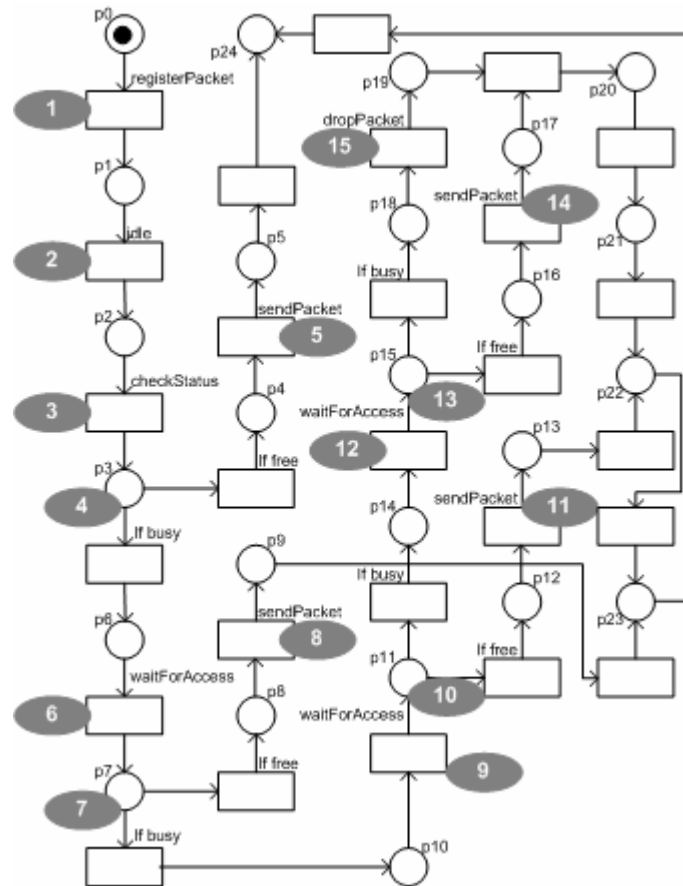 p0
registerPacket
1
p1
idle
2
p2
checkStatus
3
p3
4
If busy
p6
waitForAccess
6
p7
7
If busy
p24
p5
sendPacket
5
p4
If free
p9
sendPacket
8
p8
If free
p19
dropPacket
15
p18
If busy
p15
13
waitForAccess
12
p14
If busy
p11
10
waitForAccess
9
p10
p17
sendPacket
14
p16
If free
p13
sendPacket
11
p12
If free
p20
p21
p22
p23